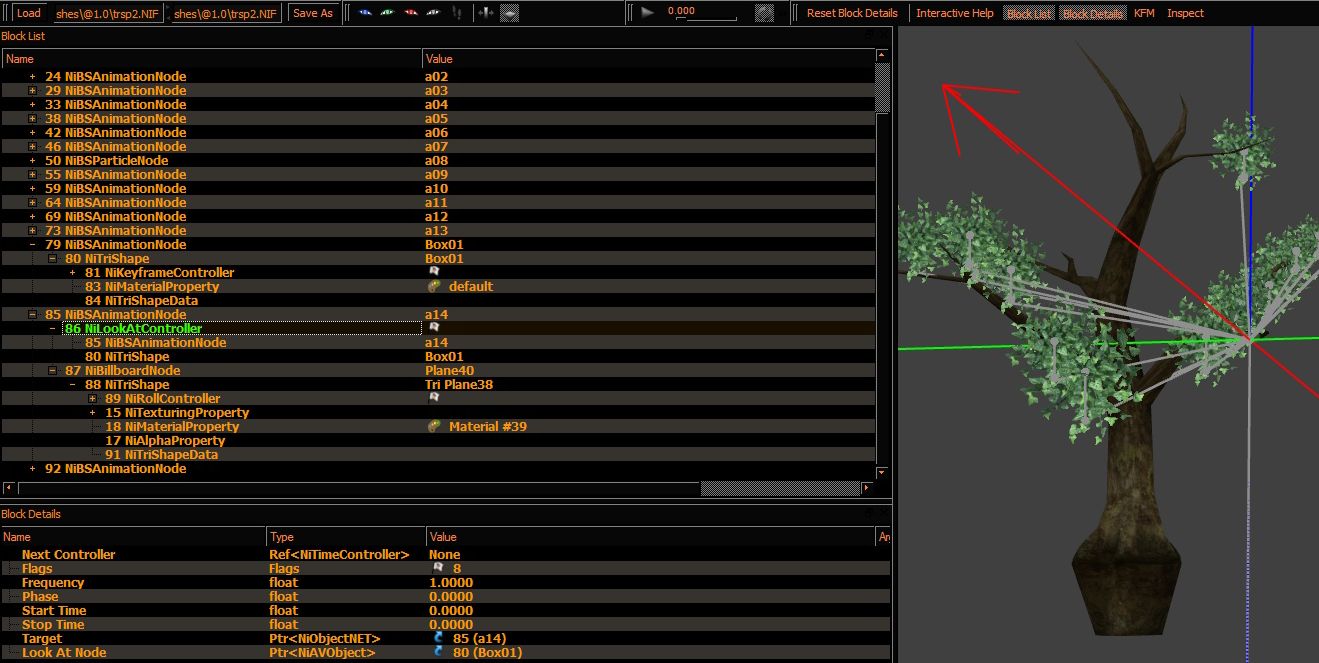 Load shes\@1.0\trsp2.NIF shes\@1.0\trsp2.NIF Save As 0.000 Reset Block Details Interactive Help Block List Block Details KFM Inspect
Block List
Name Value
24 NiBSAnimationNode a02
29 NiBSAnimationNode a03
33 NiBSAnimationNode a04
38 NiBSAnimationNode a05
42 NiBSAnimationNode a06
46 NiBSAnimationNode a07
50 NiBSParticleNode a08
55 NiBSAnimationNode a09
59 NiBSAnimationNode a10
64 NiBSAnimationNode a11
69 NiBSAnimationNode a12
73 NiBSAnimationNode a13
79 NiBSAnimationNode Box01
80 NiTriShape Box01
81 NiKeyframeController
83 NiMaterialProperty default
84 NiTriShapeData
85 NiBSAnimationNode a14
86 NiLookAtController
85 NiBSAnimationNode a14
80 NiTriShape Box01
87 NiBillboardNode Plane40
88 NiTriShape Tri Plane38
89 NiRollController
15 NiTexturingProperty
18 NiMaterialProperty Material #39
17 NiAlphaProperty
91 NiTriShapeData
92 NiBSAnimationNode
Block Details
Name Type Value
Next Controller Ref<NiTimeController> None
Flags Flags 8
Frequency float 1.0000
Phase float 0.0000
Start Time float 0.0000
Stop Time float 0.0000
Target Ptr<NiObjectNET> 85 (a14)
Look At Node Ptr<NiAVObject> 80 (Box01)